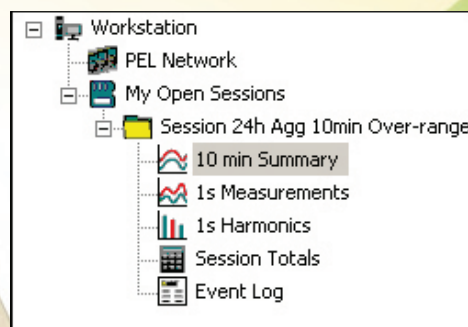 Workstation
PEL Network
My Open Sessions
Session 24h Agg 10min Over-range
10 min Summary
1s Measurements
1s Harmonics
Session Totals
Event Log